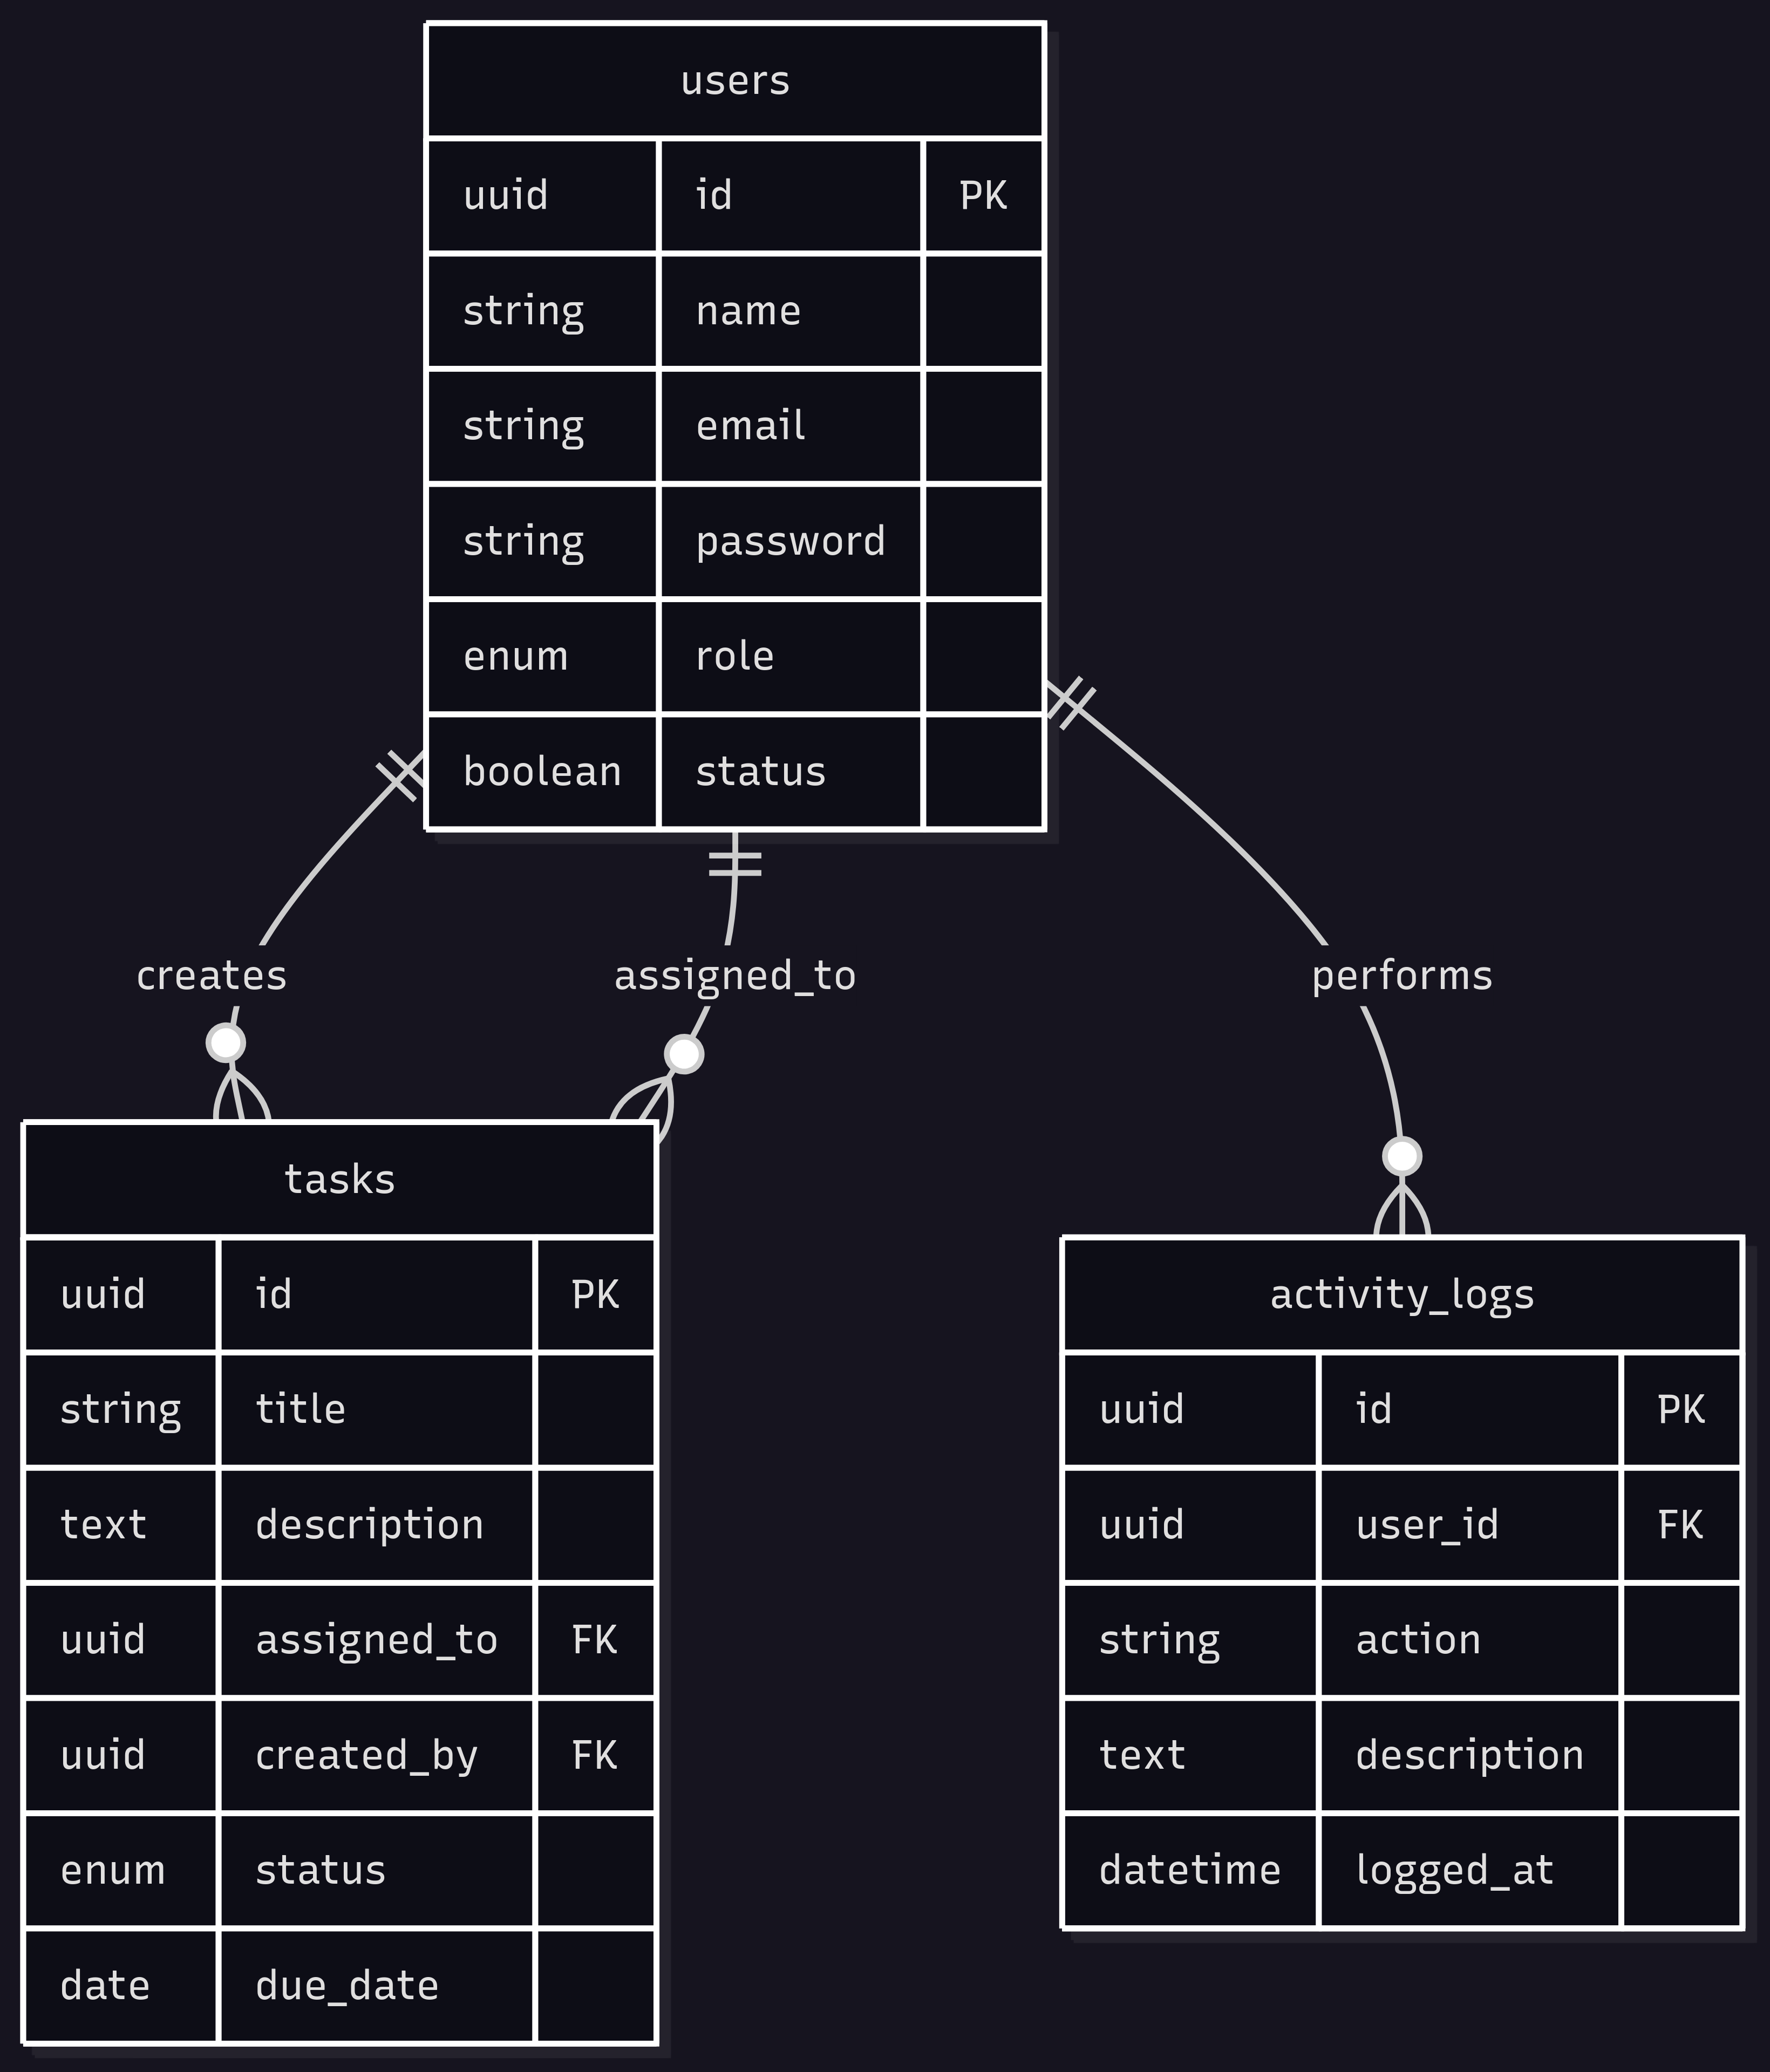 users
uuid id PK
string name
string email
string password
enum role
boolean status
creates
assigned_to
performs
tasks
uuid id PK
string title
text description
uuid assigned_to FK
uuid created_by FK
enum status
date due_date
activity_logs
uuid id PK
uuid user_id FK
string action
text description
datetime logged_at